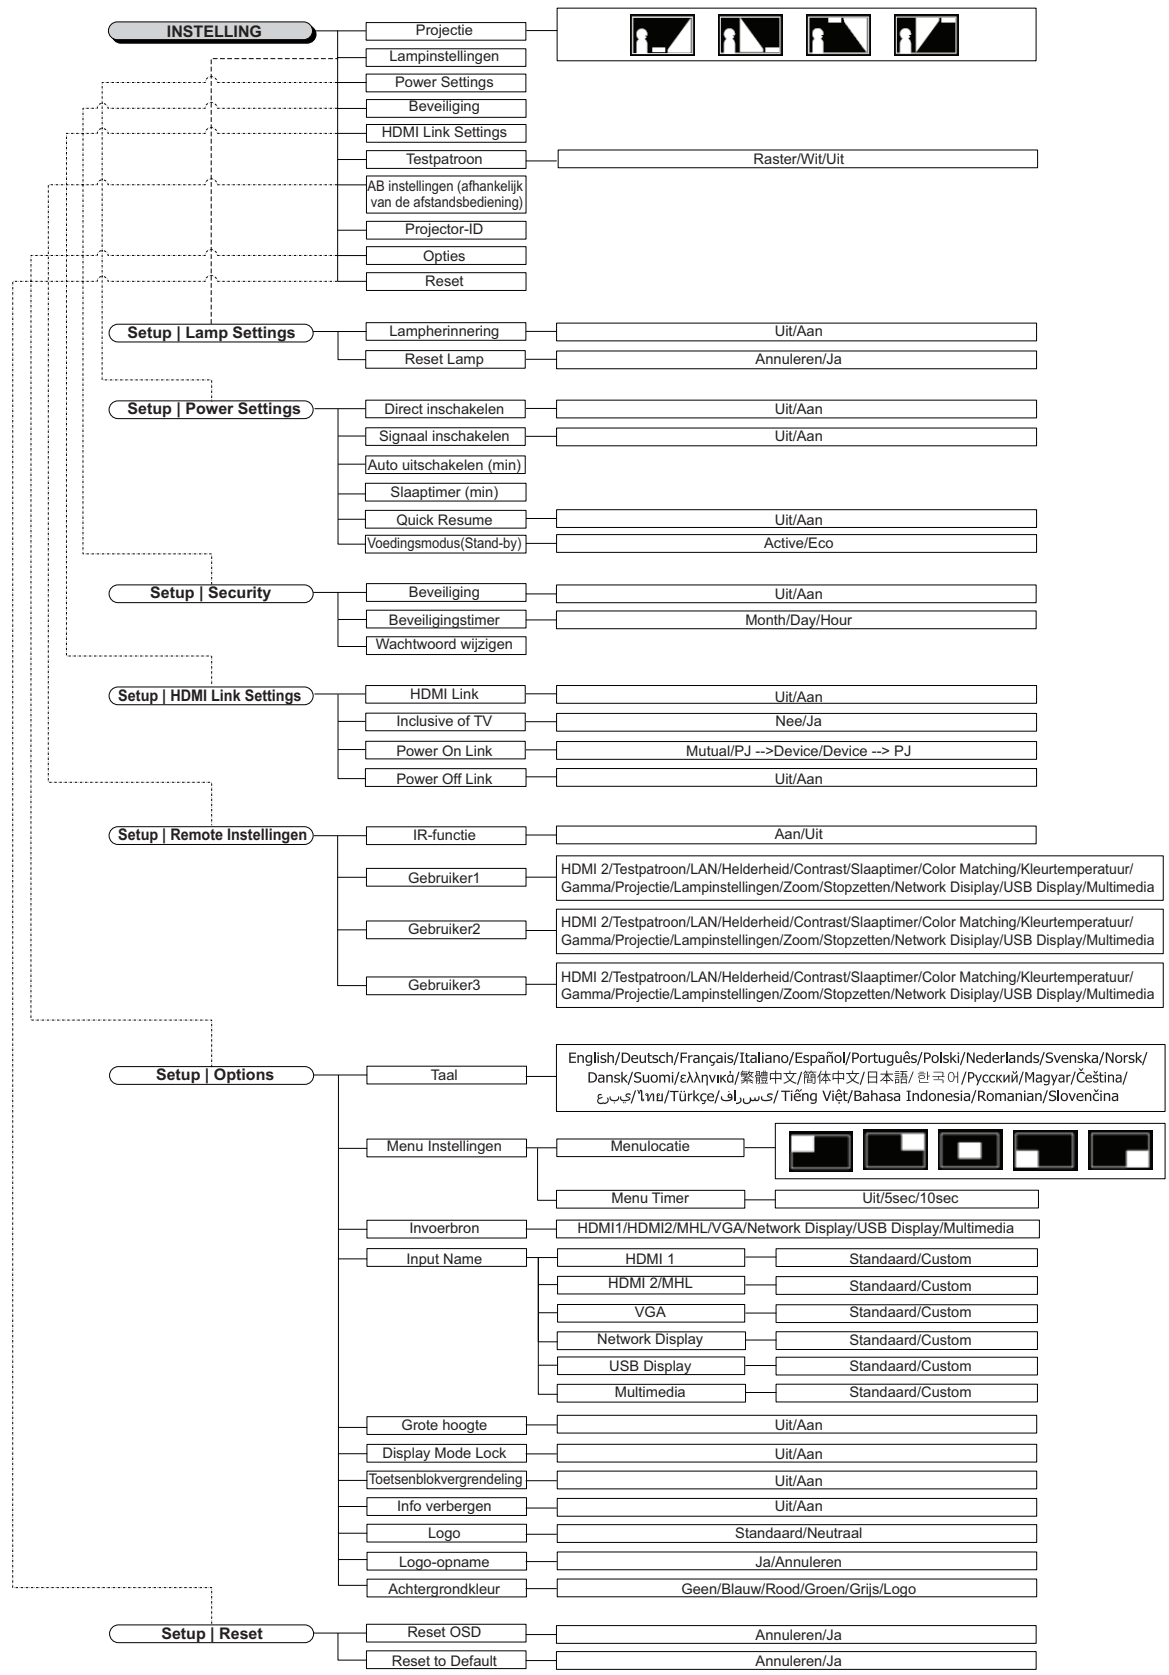 INSTELLING
Projectie
Lampinstellingen
Power Settings
Beveiliging
HDMI Link Settings
Testpatroon
Raster/Wit/Uit
AB instellingen (afhankelijk
van de afstandsbediening)
Projector-ID
Opties
Reset
Setup | Lamp Settings
Lampherinnering
Uit/Aan
Reset Lamp
Annuleren/Ja
Setup | Power Settings
Direct inschakelen
Uit/Aan
Signaal inschakelen
Uit/Aan
Auto uitschakelen (min)
Slaaptimer (min)
Quick Resume
Uit/Aan
Voedingsmodus(Stand-by)
Active/Eco
Setup | Security
Beveiliging
Uit/Aan
Beveiligingstimer
Month/Day/Hour
Wachtwoord wijzigen
Setup | HDMI Link Settings
HDMI Link
Uit/Aan
Inclusive of TV
Nee/Ja
Power On Link
Mutual/PJ -->Device/Device --> PJ
Power Off Link
Uit/Aan
Setup | Remote Instellingen
IR-functie
Aan/Uit
Gebruiker1
HDMI 2/Testpatroon/LAN/Helderheid/Contrast/Slaaptimer/Color Matching/Kleurtemperatuur/
Gamma/Projectie/Lampinstellingen/Zoom/Stopzetten/Network Disiplay/USB Display/Multimedia
Gebruiker2
HDMI 2/Testpatroon/LAN/Helderheid/Contrast/Slaaptimer/Color Matching/Kleurtemperatuur/
Gamma/Projectie/Lampinstellingen/Zoom/Stopzetten/Network Disiplay/USB Display/Multimedia
Gebruiker3
HDMI 2/Testpatroon/LAN/Helderheid/Contrast/Slaaptimer/Color Matching/Kleurtemperatuur/
Gamma/Projectie/Lampinstellingen/Zoom/Stopzetten/Network Disiplay/USB Display/Multimedia
Setup | Options
Taal
English/Deutsch/Français/Italiano/Español/Português/Polski/Nederlands/Svenska/Norsk/
Dansk/Suomi/ελληνικά/繁體中文/簡体中文/日本語/한국어/Русский/Magyar/Čeština/
يبرع/ไทย/Türkçe/ىسراف/Tiếng Việt/Bahasa Indonesia/Romanian/Slovenčina
Menu Instellingen
Menulocatie
Menu Timer
Uit/5sec/10sec
Invoerbron
HDMI1/HDMI2/MHL/VGA/Network Display/USB Display/Multimedia
Input Name
HDMI 1
Standaard/Custom
HDMI 2/MHL
Standaard/Custom
VGA
Standaard/Custom
Network Display
Standaard/Custom
USB Display
Standaard/Custom
Multimedia
Standaard/Custom
Grote hoogte
Uit/Aan
Display Mode Lock
Uit/Aan
Toetsenblokvergrendeling
Uit/Aan
Info verbergen
Uit/Aan
Logo
Standaard/Neutraal
Logo-opname
Ja/Annuleren
Achtergrondkleur
Geen/Blauw/Rood/Groen/Grijs/Logo
Setup | Reset
Reset OSD
Annuleren/Ja
Reset to Default
Annuleren/Ja